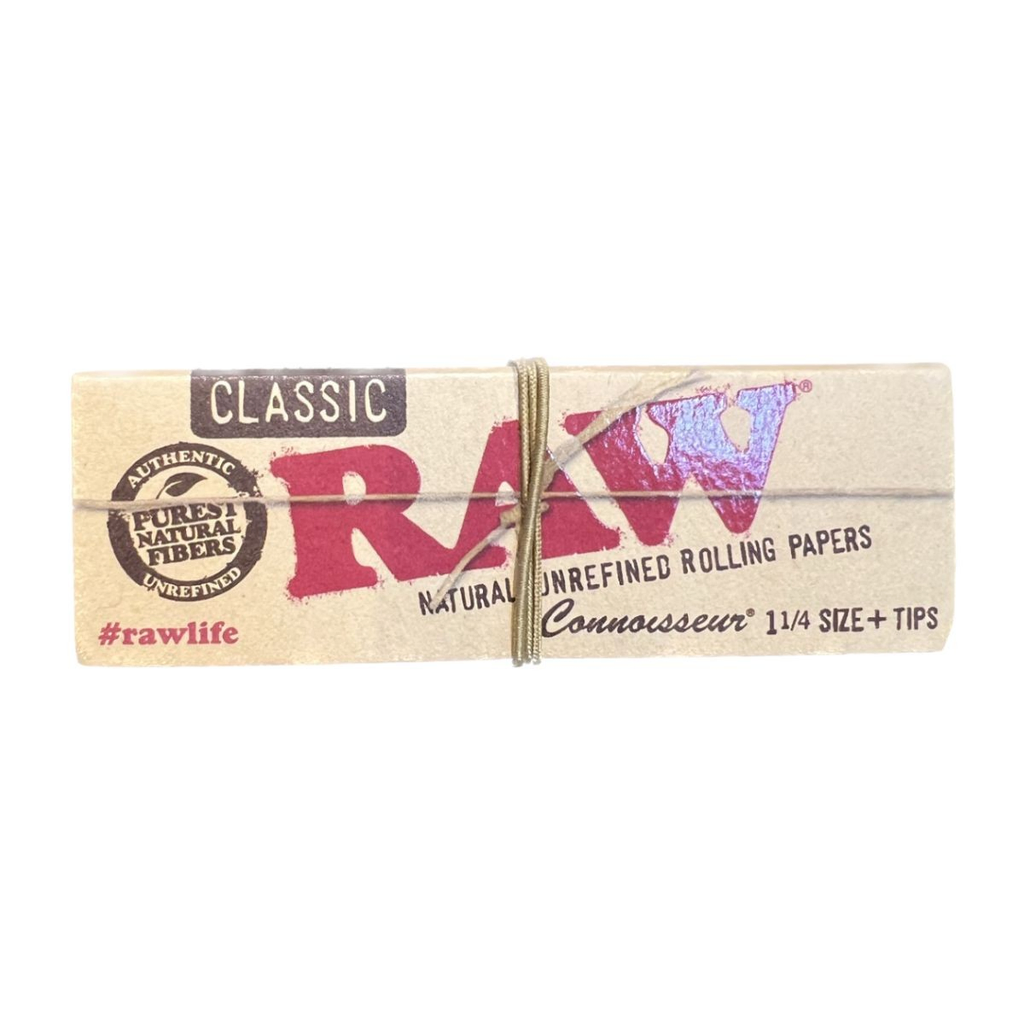 CLASSIC
RAW®
AUTHENTIC
PUREST
NATURAL
FIBERS
UNREFINED
NATURAL UNREFINED ROLLING PAPERS
Connoisseur® 1 1/4 SIZE + TIPS
#rawlife